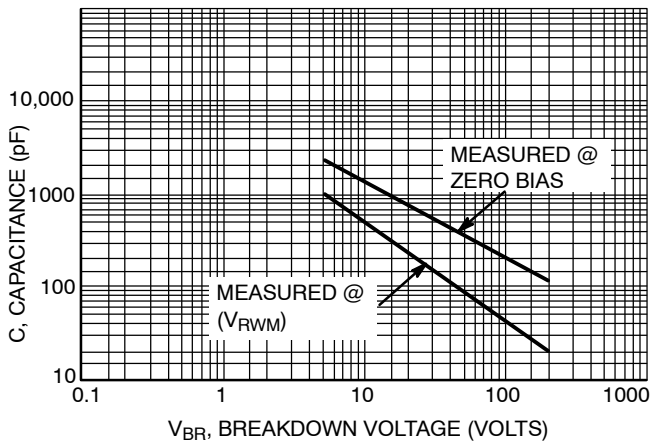 10,000
1000
100
10
C, CAPACITANCE (pF)
MEASURED @
ZERO BIAS
MEASURED @
(VRWM)
0.1
1
10
100
1000
VBR, BREAKDOWN VOLTAGE (VOLTS)